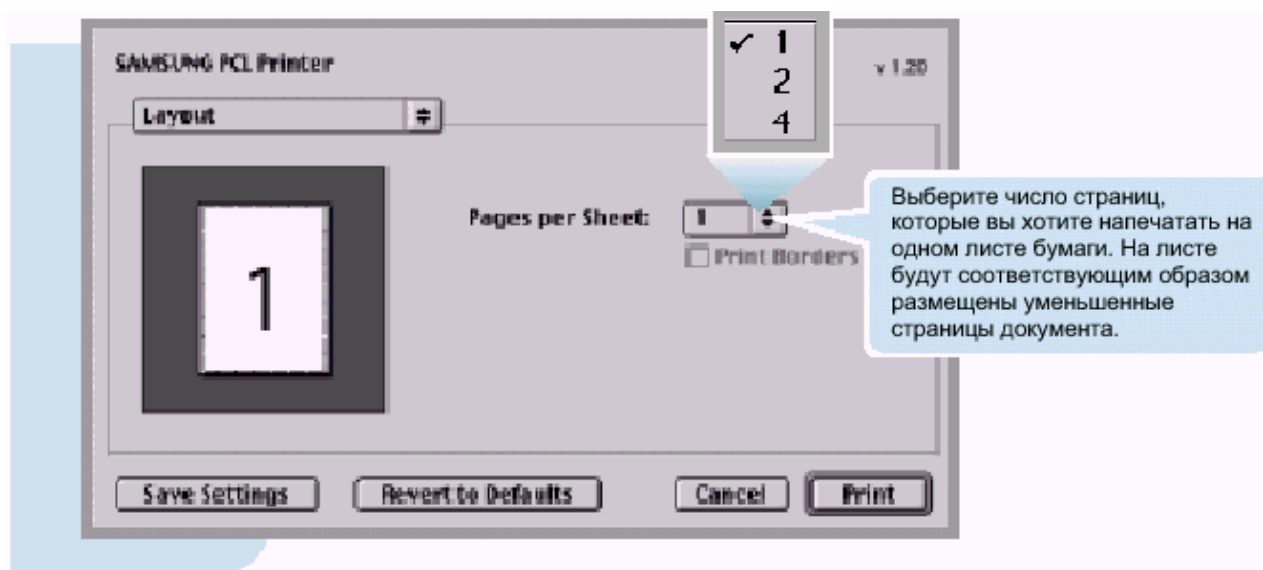 SAMSUNG PCL Printer
v 1.20
✓ 1
2
4
Layout
1
Pages per Sheet:
1
Print Borders
Выберите число страниц,
которые вы хотите напечатать на
одном листе бумаги. На листе
будут соответствующим образом
размещены уменьшенные
страницы документа.
Save Settings
Revert to Defaults
Cancel
Print